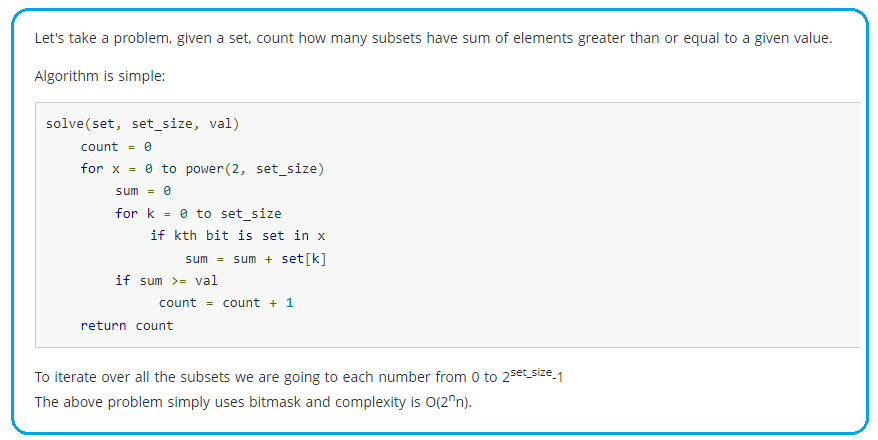 Let's take a problem, given a set, count how many subsets have sum of elements greater than or equal to a given value.
Algorithm is simple:
solve(set, set_size, val)
    count = 0
    for x = 0 to power(2, set_size)
        sum = 0
        for k = 0 to set_size
            if kth bit is set in x
                sum = sum + set[k]
        if sum >= val
             count = count + 1
    return count
To iterate over all the subsets we are going to each number from 0 to 2^set_size-1
The above problem simply uses bitmask and complexity is O(2^n n).